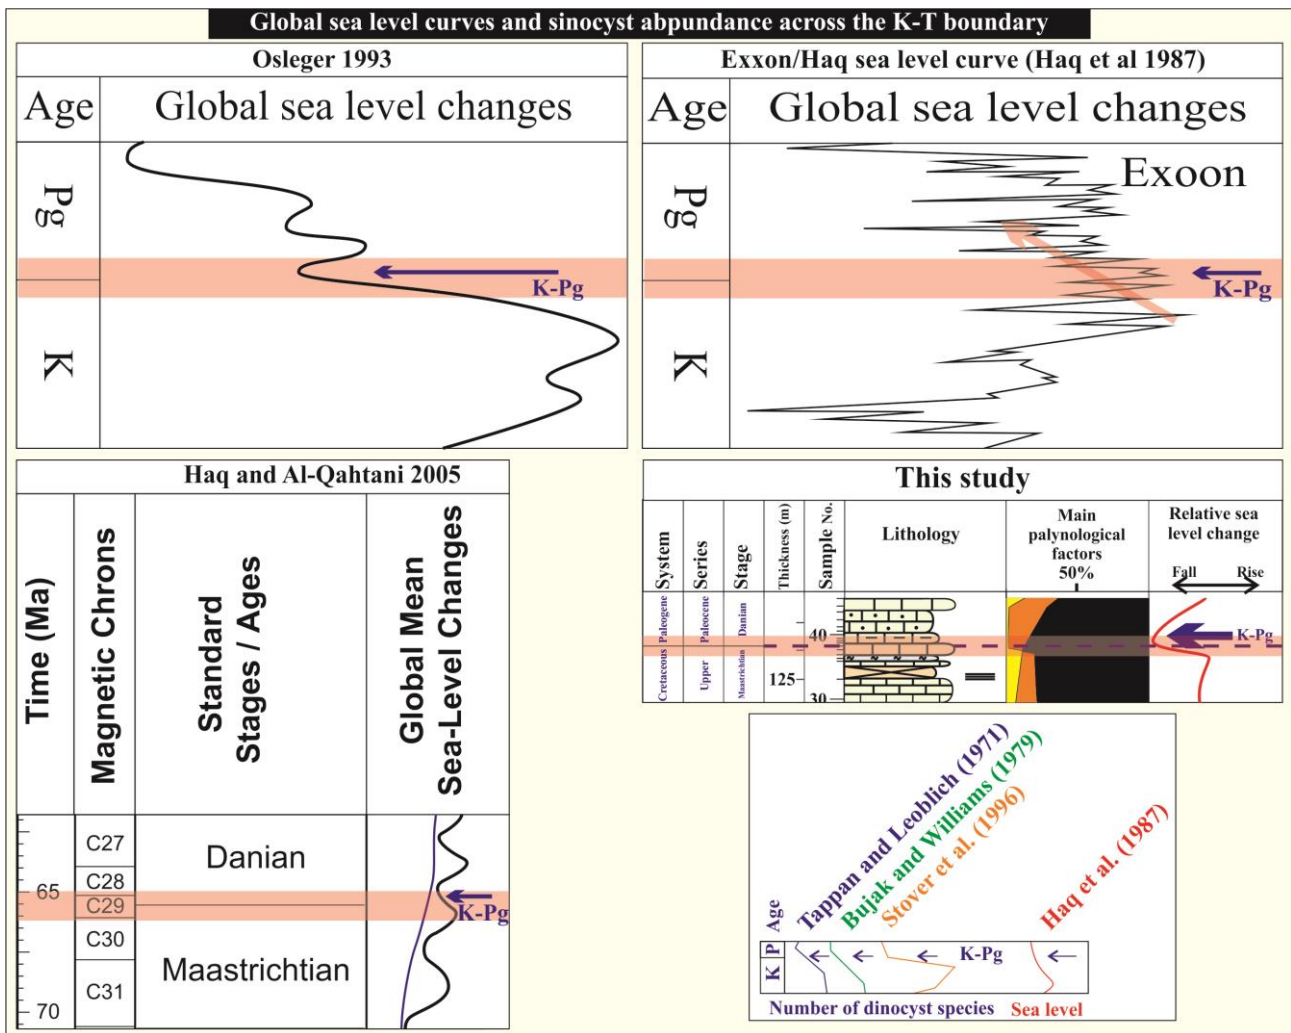 Global sea level curves and sinocyst abpundance across the K-T boundary
Osleger 1993
Age
Global sea level changes
Pg
K
K-Pg
Exxon/Haq sea level curve (Haq et al 1987)
Age
Global sea level changes
Exoon
Pg
K
K-Pg
Haq and Al-Qahtani 2005
Time (Ma)
Magnetic Chrons
Standard
Stages / Ages
Global Mean
Sea-Level Changes
C27
C28
C29
C30
C31
65
70
Danian
Maastrichtian
K-Pg
This study
System
Series
Stage
Thickness (m)
Sample No.
Lithology
Main
palynological
factors
50%
Relative sea
level change
Fall
Rise
Paleogene
Cretaceous
Paleocene
Upper
Danian
Maastrichtian
125
40
30
K-Pg
Tappan and Leoblich (1971)
Bujak and Williams (1979)
Stover et al. (1996)
Haq et al. (1987)
Age
P
K
K-Pg
Number of dinocyst species
Sea level